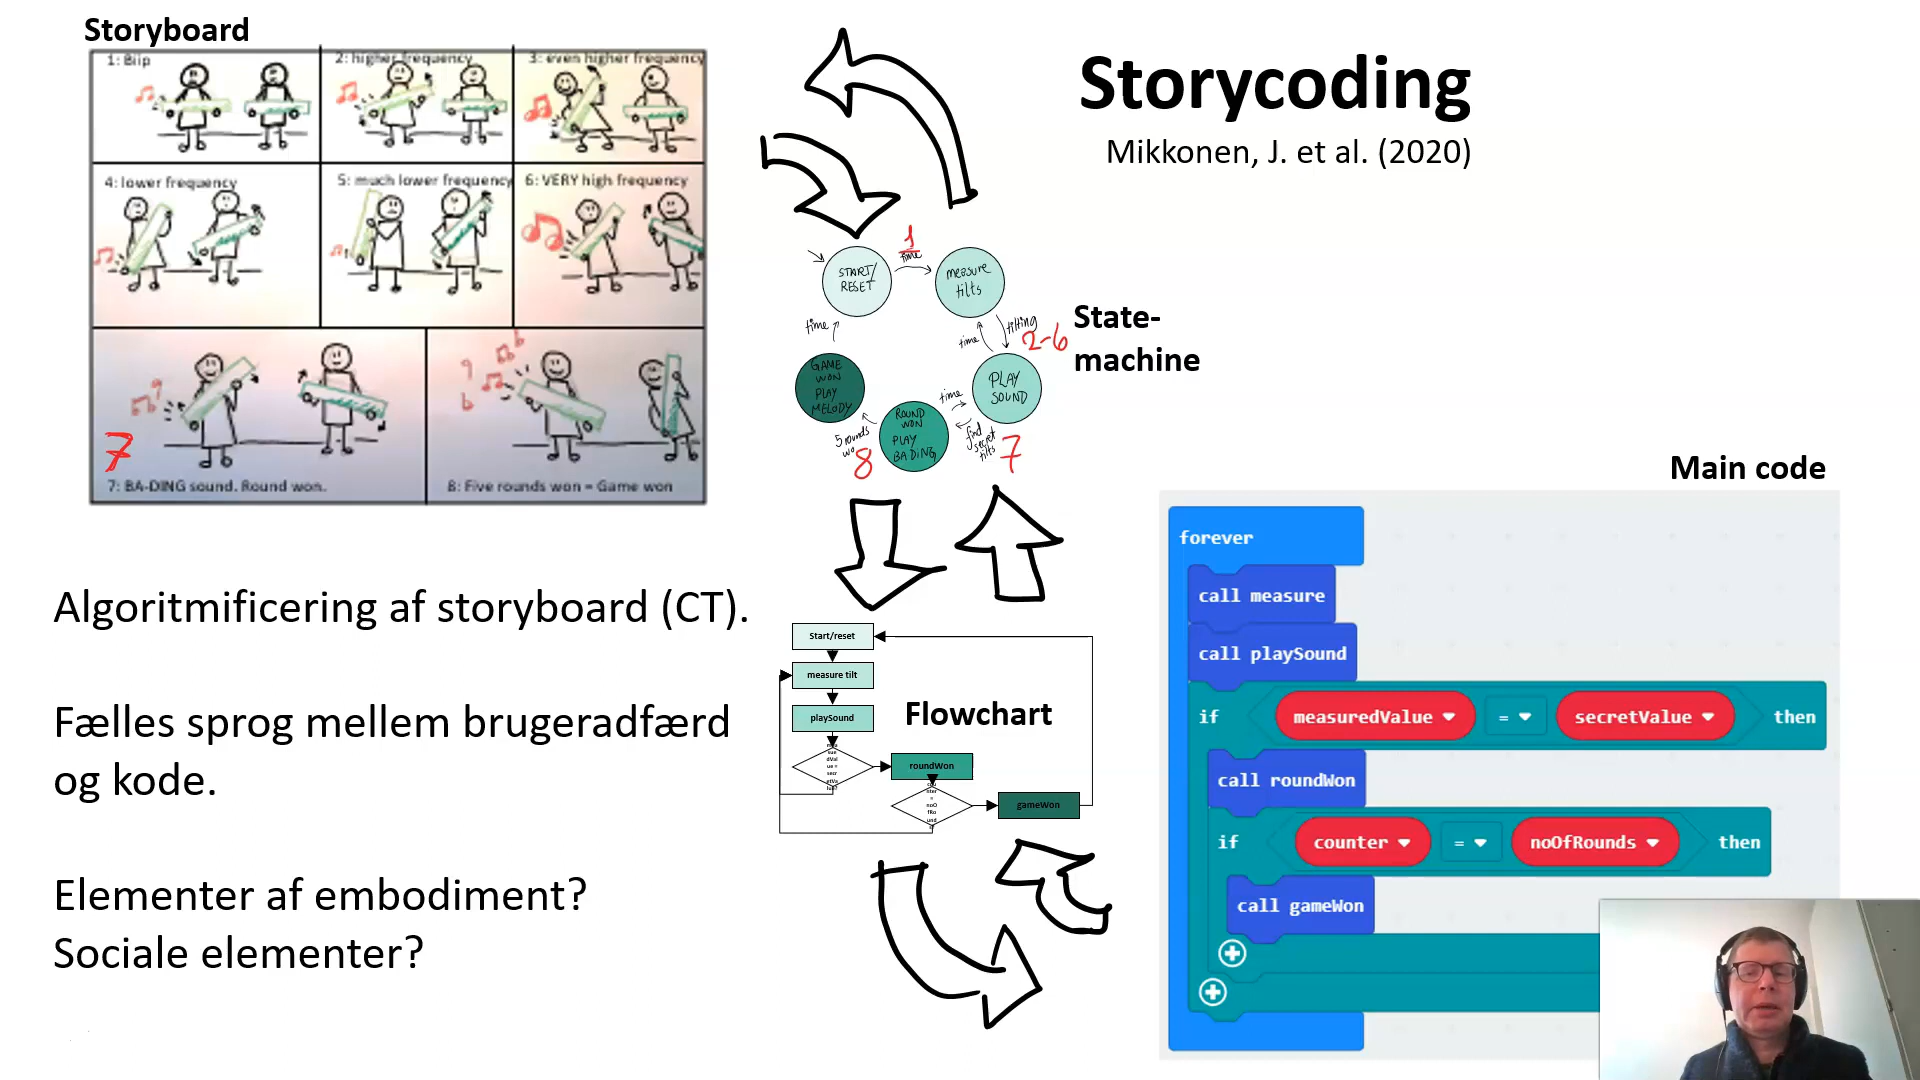 Storyboard
1: Biip
2: higher frequency
3: even higher frequency
4: lower frequency
5: much lower frequency
6: VERY high frequency
7
7: BA-DING sound. Round won.
8: Five rounds won = Game won
Storycoding
Mikkonen, J. et al. (2020)
START/
RESET
1
time
measure
tilts
tilting
2-6
time
PLAY
SOUND
time
find
secret
tilts
7
ROUND
WON
PLAY
BA DING
5 rounds
8
GAME
WON
PLAY
MELODY
time
State-
machine
Algoritmificering af storyboard (CT).
Fælles sprog mellem brugeradfærd
og kode.
Elementer af embodiment?
Sociale elementer?
Start/reset
measure tilt
playSound
roundWon
gameWon
Flowchart
Main code
forever
call measure
call playSound
if measuredValue = secretValue then
call roundWon
if counter = noOfRounds then
call gameWon